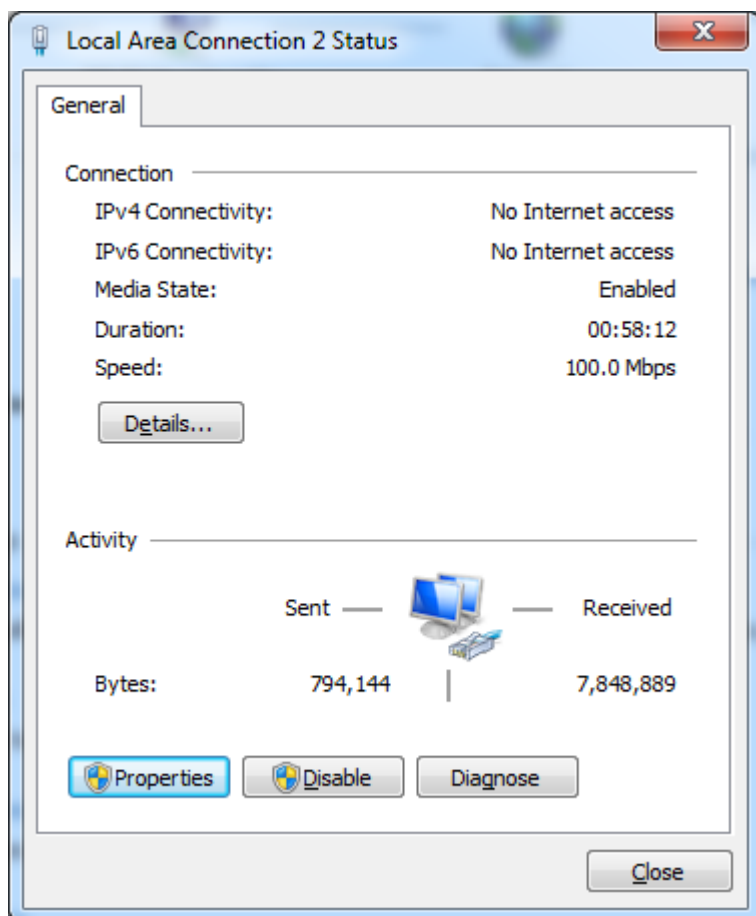 Local Area Connection 2 Status
General
Connection
IPv4 Connectivity: No Internet access
IPv6 Connectivity: No Internet access
Media State: Enabled
Duration: 00:58:12
Speed: 100.0 Mbps
Details...
Activity
Sent Received
Bytes: 794,144 7,848,889
Properties Disable Diagnose
Close